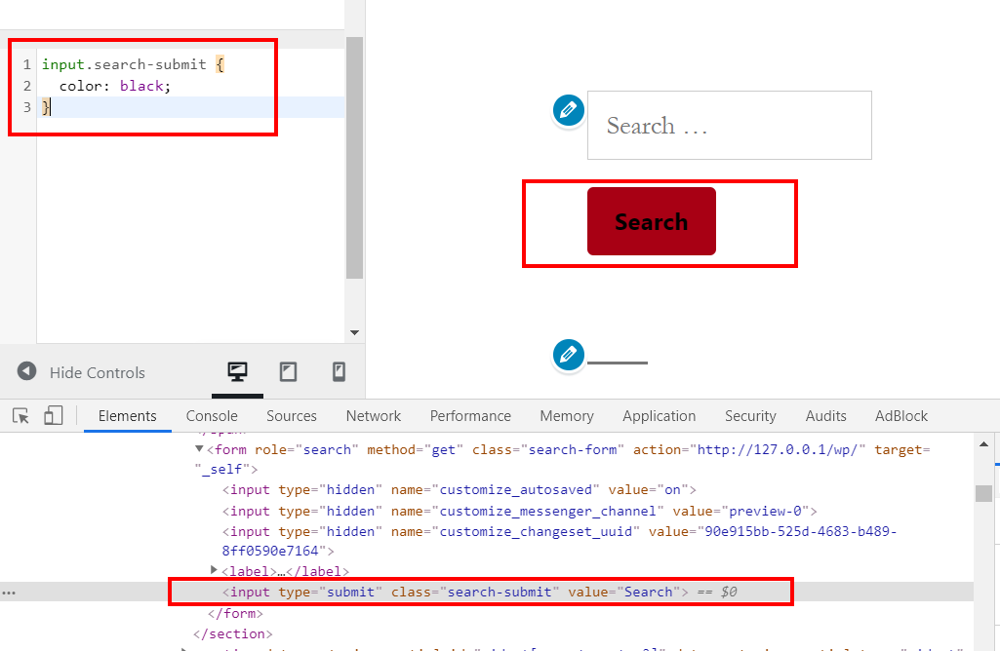 1 input.search-submit {
2   color: black;
3 }
Search …
Search
Hide Controls
Elements Console Sources Network Performance Memory Application Security Audits AdBlock
<form role="search" method="get" class="search-form" action="http://127.0.0.1/wp/" target=
"_self">
<input type="hidden" name="customize_autosaved" value="on">
<input type="hidden" name="customize_messenger_channel" value="preview-0">
<input type="hidden" name="customize_changeset_uuid" value="90e915bb-525d-4683-b489-
8ff0590e7164">
<label>…</label>
<input type="submit" class="search-submit" value="Search"> == $0
</form>
</section>